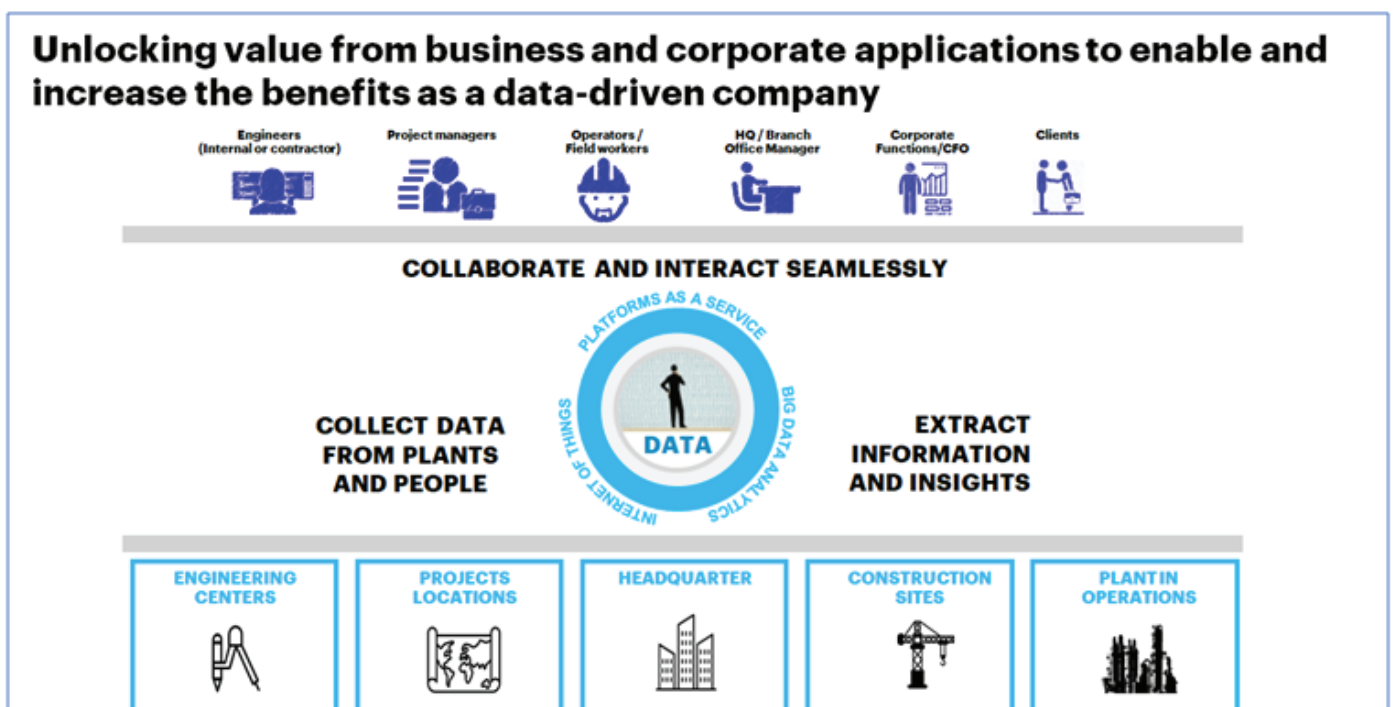 Unlocking value from business and corporate applications to enable and
increase the benefits as a data-driven company
Engineers
(Internal or contractor)
Project managers
Operators /
Field workers
HQ / Branch
Office Manager
Corporate
Functions/CFO
Clients
COLLABORATE AND INTERACT SEAMLESSLY
PLATFORMS AS A SERVICE
COLLECT DATA
FROM PLANTS
AND PEOPLE
INTERNET OF THINGS
DATA
BIG DATA ANALYTICS
EXTRACT
INFORMATION
AND INSIGHTS
ENGINEERING
CENTERS
PROJECTS
LOCATIONS
HEADQUARTER
CONSTRUCTION
SITES
PLANT IN
OPERATIONS